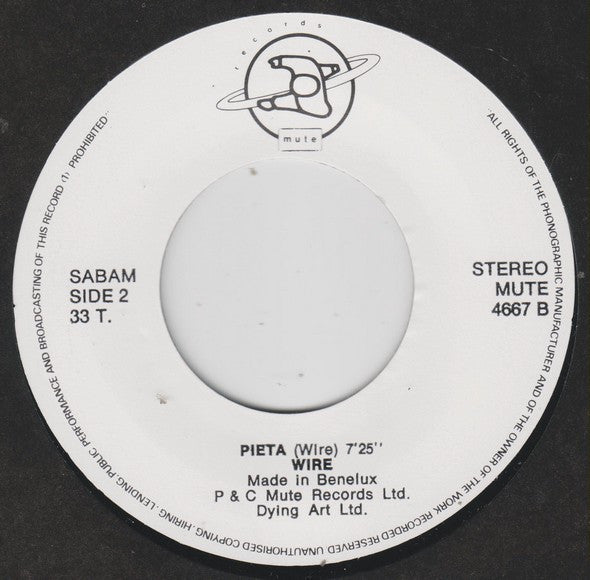 records
mute
SABAM
SIDE 2
33 T.
STEREO
MUTE
4667 B
PIETA (Wire) 7'25''
WIRE
Made in Benelux
P & C Mute Records Ltd.
Dying Art Ltd.
"ALL RIGHTS OF THE PHONOGRAPHIC MANUFACTURER AND OF THE OWNER OF THE WORK RECORDED RESERVED UNAUTHORISED COPYING-HIRING-LENDING PUBLIC PERFORMANCE AND BROADCASTING OF THIS RECORD (1) PROHIBITED"